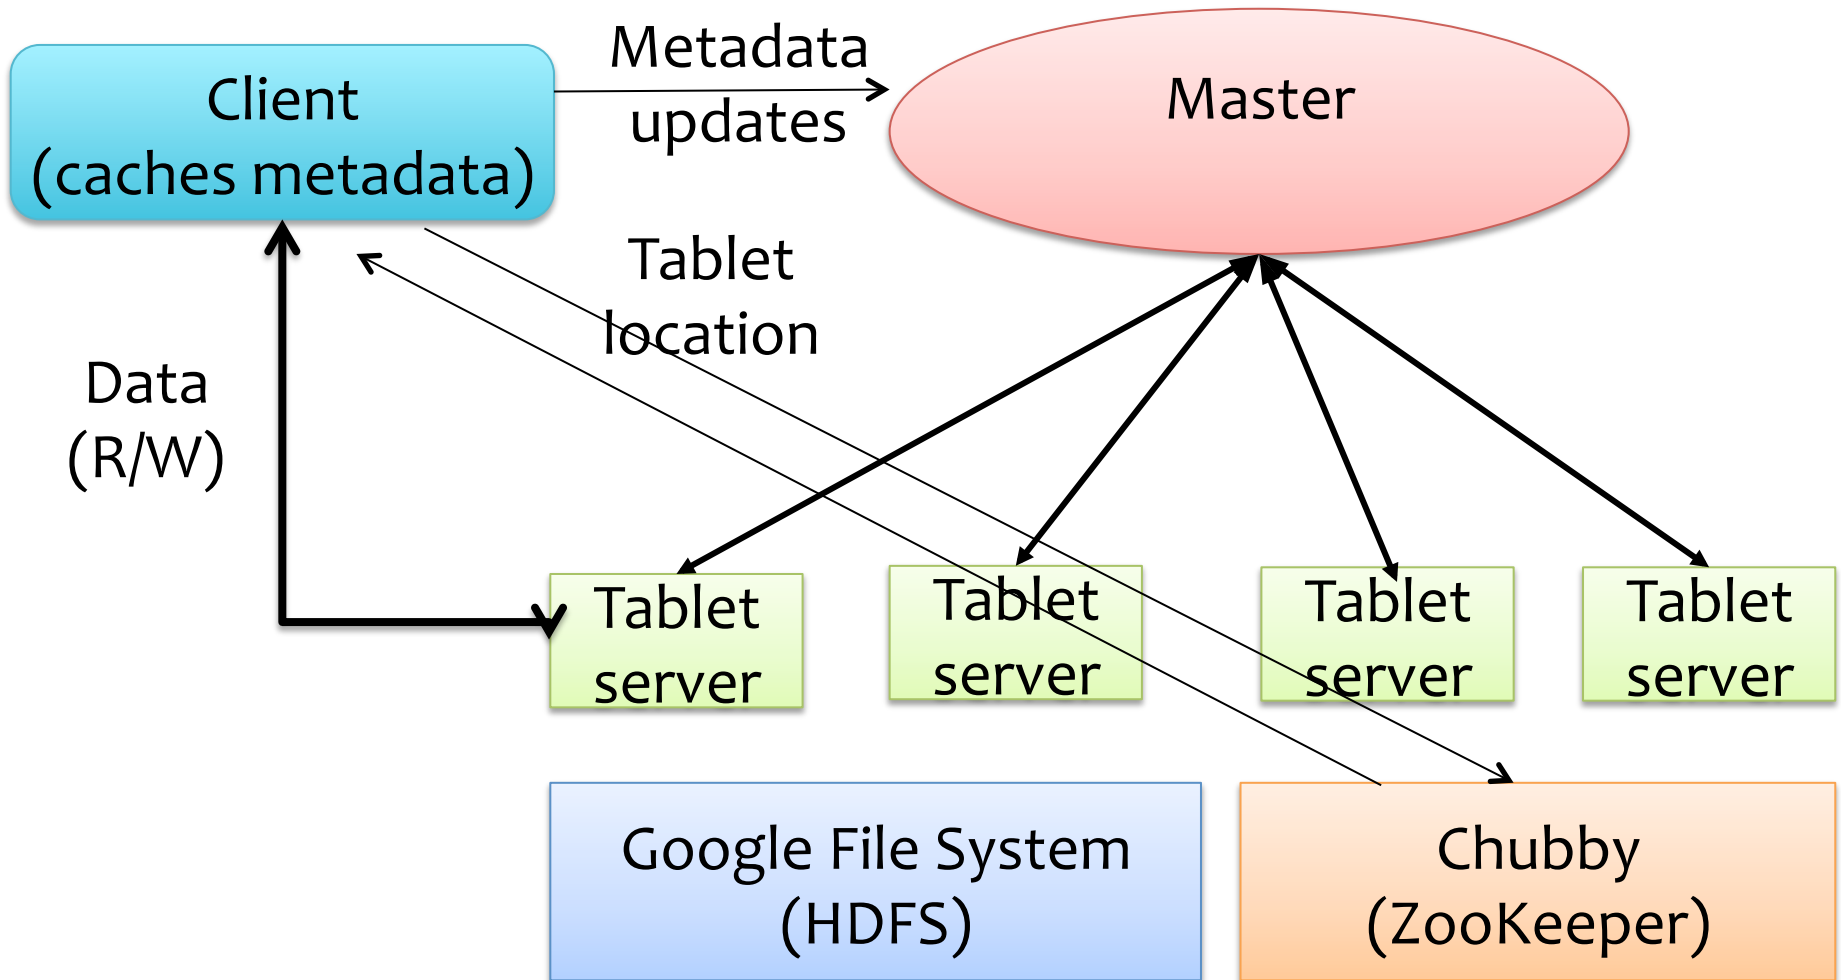 Client
(caches metadata)
Metadata
updates
Master
Tablet
location
Data
(R/W)
Tablet
server
Tablet
server
Tablet
server
Tablet
server
Google File System
(HDFS)
Chubby
(ZooKeeper)